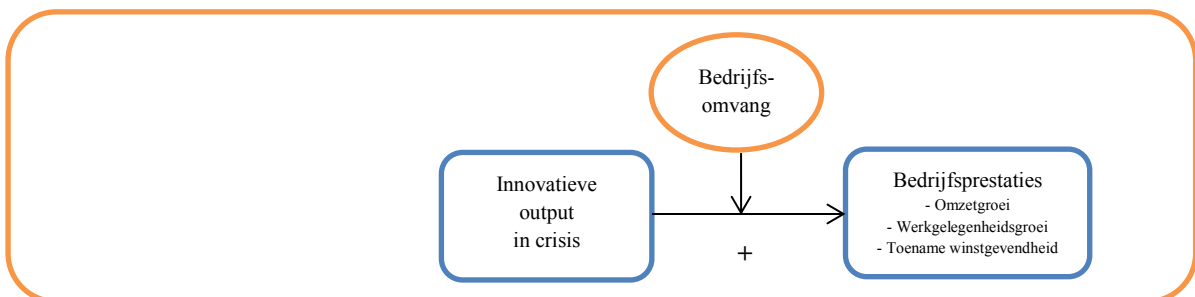 Bedrijfs-
omvang
Innovatieve
output
in crisis
Bedrijfsprestaties
- Omzetgroei
- Werkgelegenheidsgroei
- Toename winstgevendheid
+